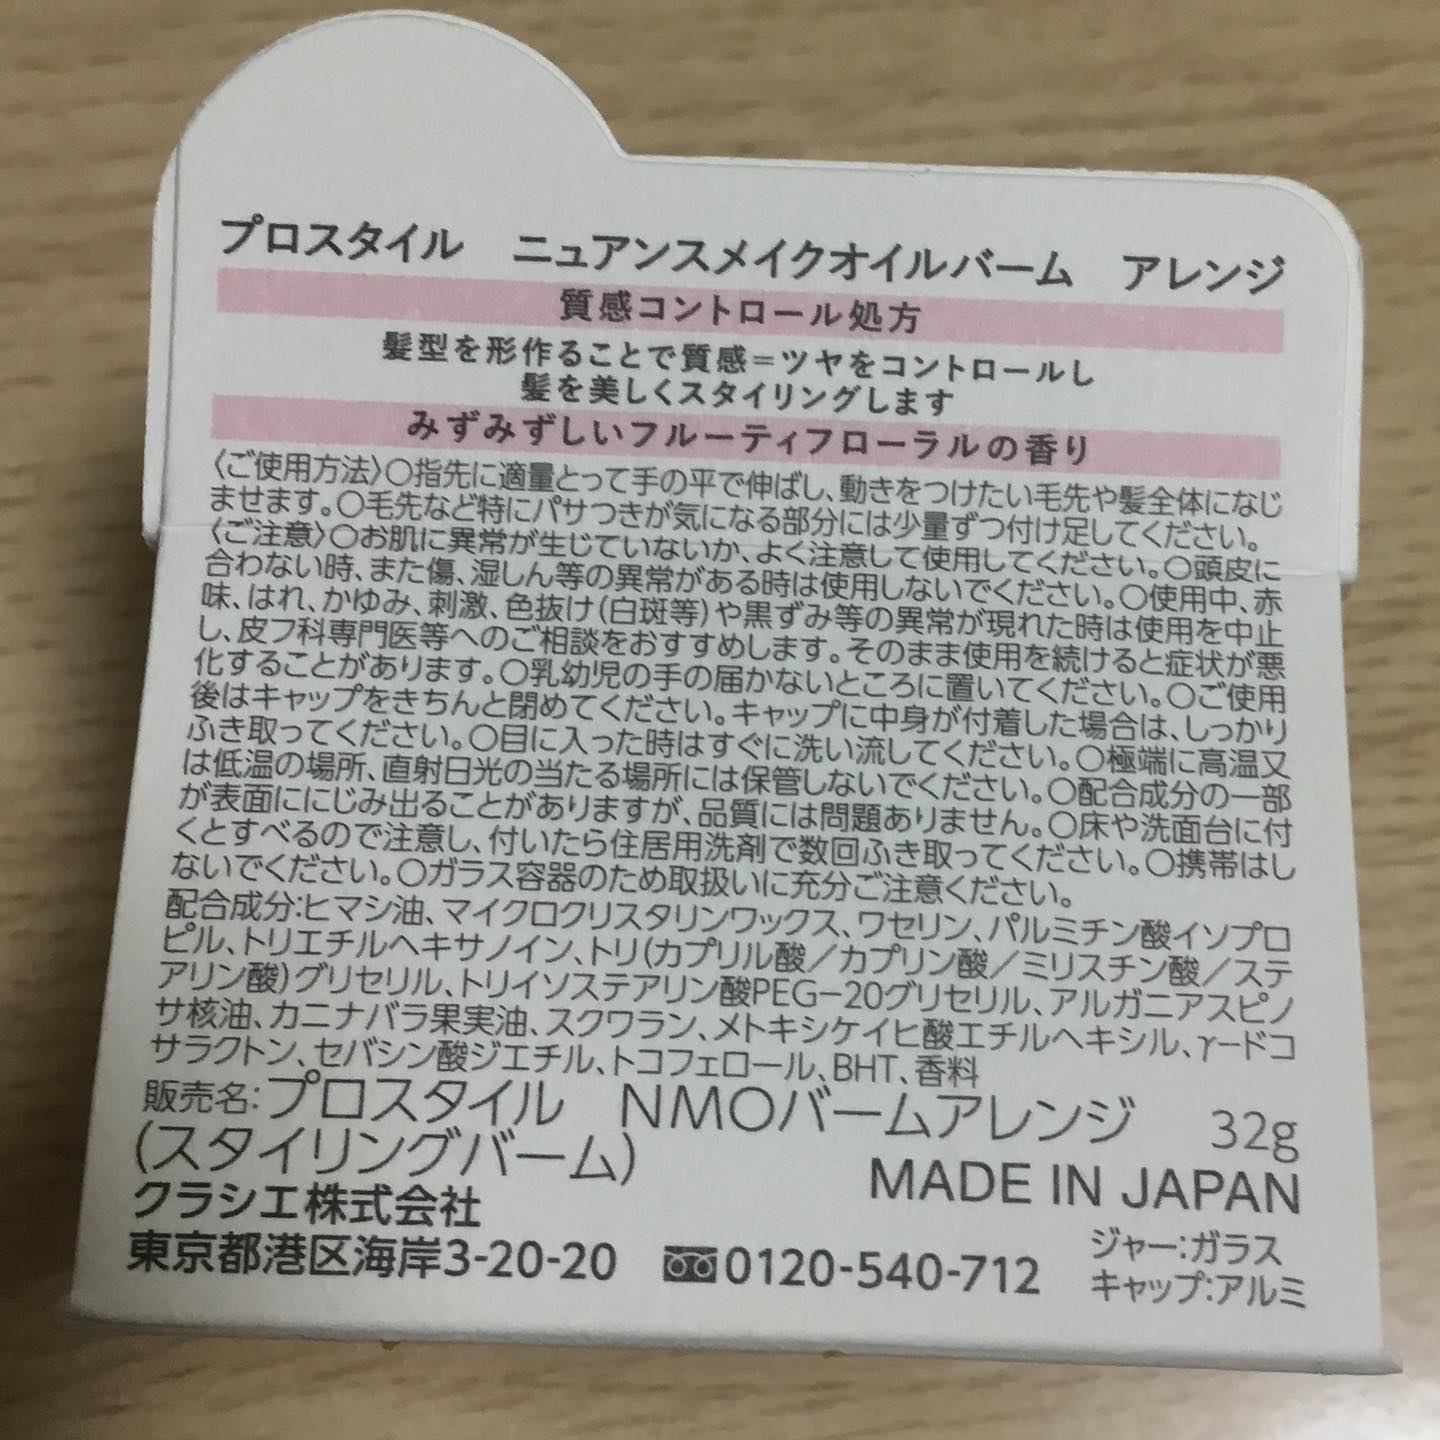 プロスタイル　ニュアンスメイクオイルバーム　アレンジ
質感コントロール処方
髪型を形作ることで質感＝ツヤをコントロールし
髪を美しくスタイリングします
みずみずしいフルーティフローラルの香り
〈ご使用方法〉○指先に適量とって手の平で伸ばし、動きをつけたい毛先や髪全体になじ
ませます。○毛先など特にパサつきが気になる部分には少量ずつ付け足してください。
〈ご注意〉○お肌に異常が生じていないか、よく注意して使用してください。○頭皮に
合わない時、また傷、湿しん等の異常がある時は使用しないでください。○使用中、赤
味、はれ、かゆみ、刺激、色抜け（白斑等）や黒ずみ等の異常が現れた時は使用を中止
し、皮フ科専門医等へのご相談をおすすめします。そのまま使用を続けると症状が悪
化することがあります。○乳幼児の手の届かないところに置いてください。○ご使用
後はキャップをきちんと閉めてください。キャップに中身が付着した場合は、しっかり
ふき取ってください。○目に入った時はすぐに洗い流してください。○極端に高温又
は低温の場所、直射日光の当たる場所には保管しないでください。○配合成分の一部
が表面ににじみ出ることがありますが、品質には問題ありません。○床や洗面台に付
くとすべるので注意し、付いたら住居用洗剤で数回ふき取ってください。○携帯はし
ないでください。○ガラス容器のため取扱いに充分ご注意ください。
配合成分:ヒマシ油、マイクロクリスタリンワックス、ワセリン、パルミチン酸イソプロ
ピル、トリエチルヘキサノイン、トリ（カプリル酸／カプリン酸／ミリスチン酸／ステ
アリン酸）グリセリル、トリイソステアリン酸PEG-20グリセリル、アルガニアスピノ
サ核油、カニナバラ果実油、スクワラン、メトキシケイヒ酸エチルヘキシル、γ-ドコ
サラクトン、セバシン酸ジエチル、トコフェロール、BHT、香料
販売名:プロスタイル　NMOバームアレンジ　32g
（スタイリングバーム）
MADE IN JAPAN
クラシエ株式会社
東京都港区海岸3-20-20　0120-540-712
ジャー:ガラス
キャップ:アルミ